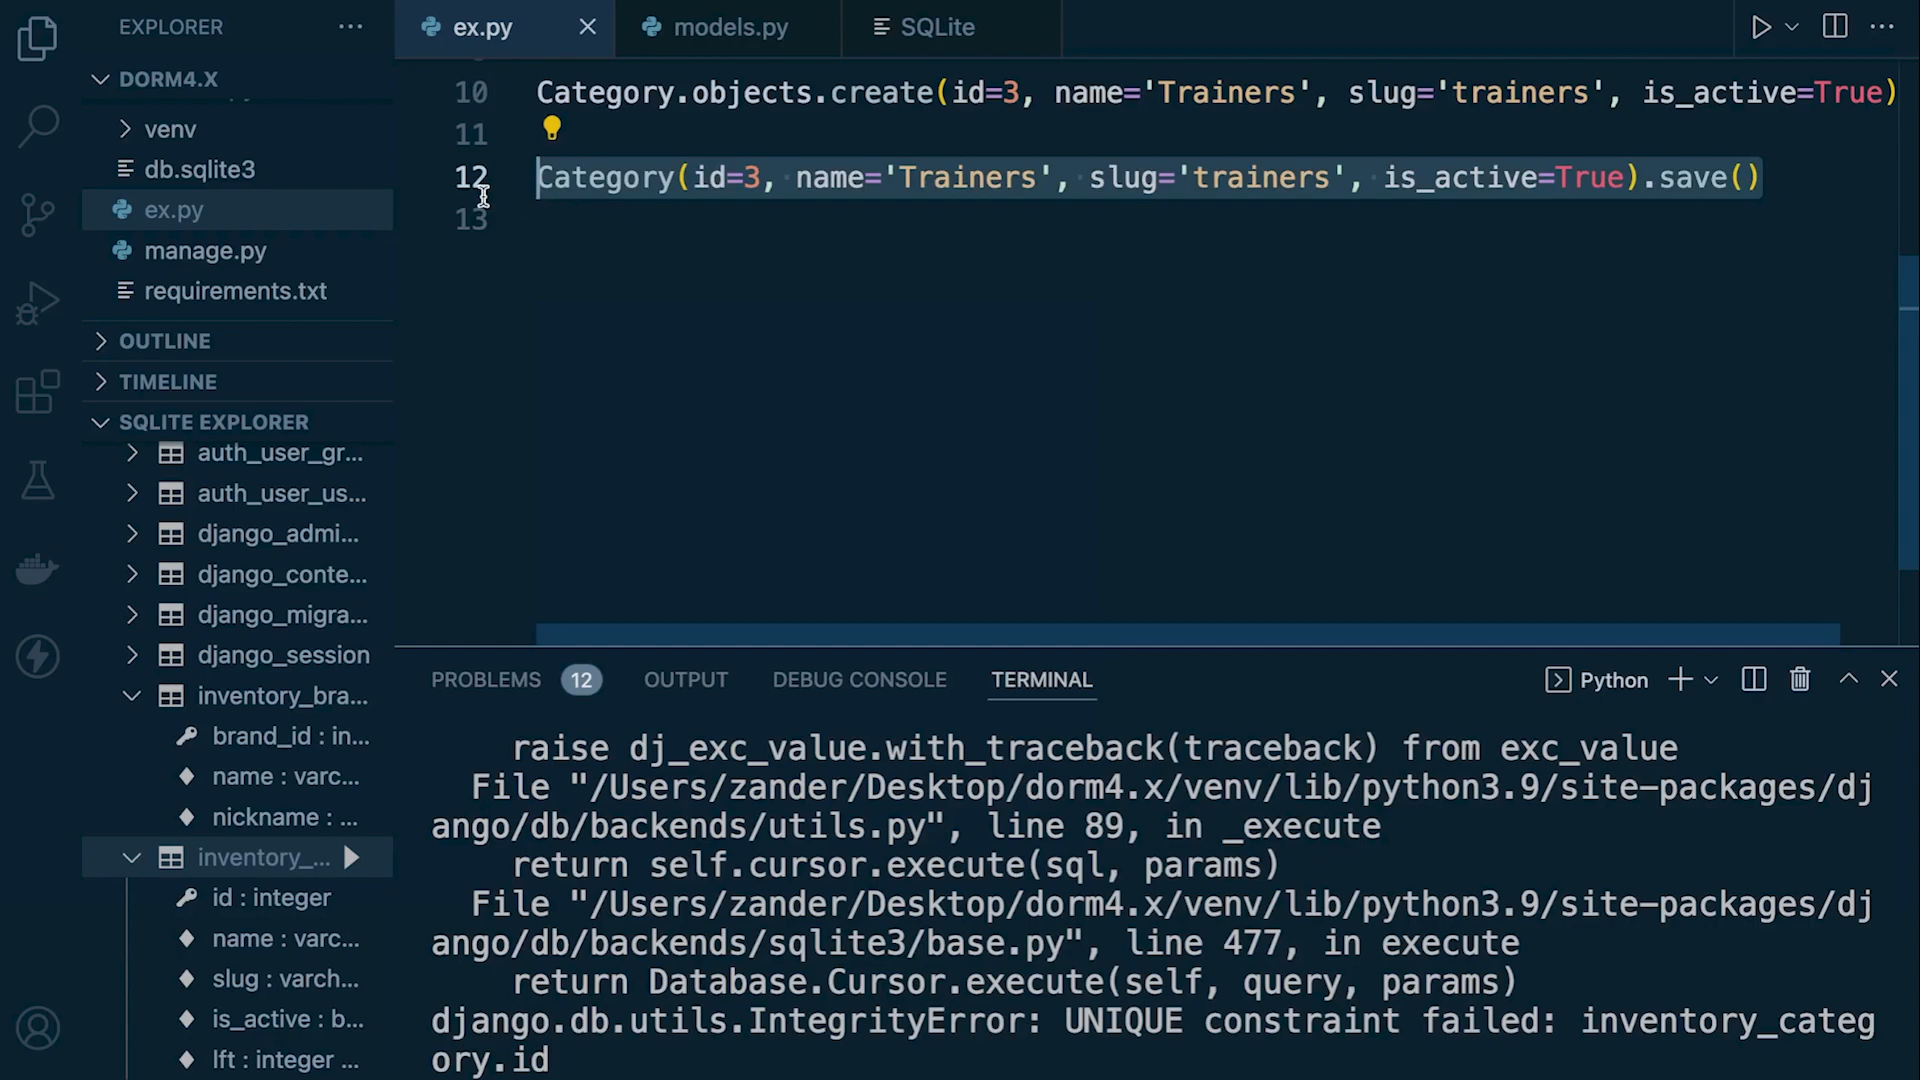 EXPLORER
ex.py
models.py
SQLite
DORM4.X
venv
db.sqlite3
ex.py
manage.py
requirements.txt
OUTLINE
TIMELINE
SQLITE EXPLORER
auth_user_gr...
auth_user_us...
django_admi...
django_conte...
django_migra...
django_session
inventory_bra...
brand_id : in...
name : varc...
nickname : ...
inventory_...
id : integer
name : varc...
slug : varch...
is_active : b...
lft : integer ...
10 Category.objects.create(id=3, name='Trainers', slug='trainers', is_active=True)
11
12 Category(id=3, name='Trainers', slug='trainers', is_active=True).save()
13
PROBLEMS 12 OUTPUT DEBUG CONSOLE TERMINAL Python
raise dj_exc_value.with_traceback(traceback) from exc_value
File "/Users/zander/Desktop/dorm4.x/venv/lib/python3.9/site-packages/dj
ango/db/backends/utils.py", line 89, in _execute
return self.cursor.execute(sql, params)
File "/Users/zander/Desktop/dorm4.x/venv/lib/python3.9/site-packages/dj
ango/db/backends/sqlite3/base.py", line 477, in execute
return Database.Cursor.execute(self, query, params)
django.db.utils.IntegrityError: UNIQUE constraint failed: inventory_categ
ory.id